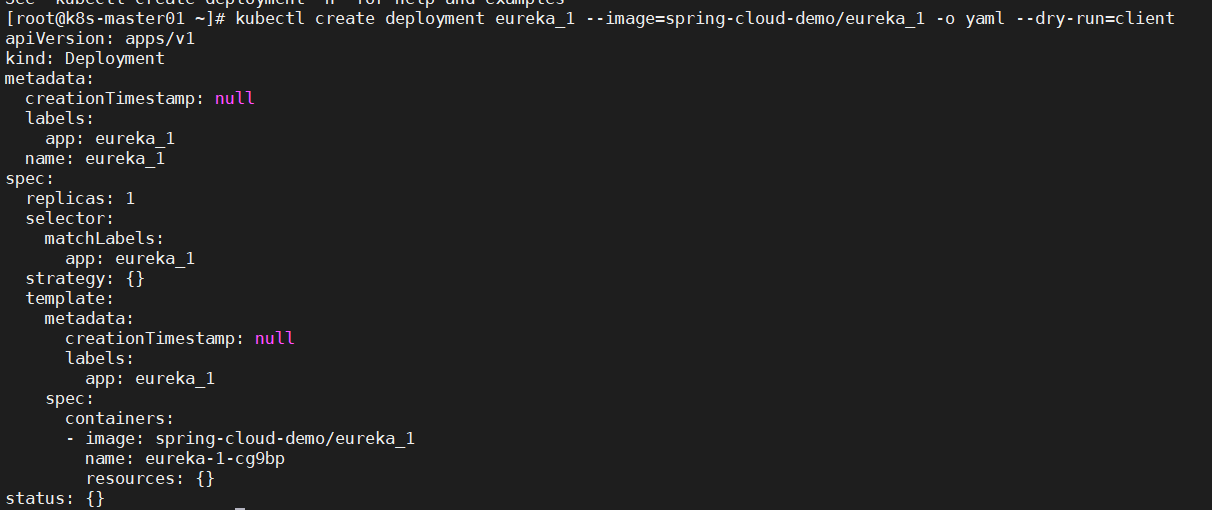 See 'kubectl create deployment -h' for help and examples
[root@k8s-master01 ~]# kubectl create deployment eureka_1 --image=spring-cloud-demo/eureka_1 -o yaml --dry-run=client
apiVersion: apps/v1
kind: Deployment
metadata:
  creationTimestamp: null
  labels:
    app: eureka_1
  name: eureka_1
spec:
  replicas: 1
  selector:
    matchLabels:
      app: eureka_1
  strategy: {}
  template:
    metadata:
      creationTimestamp: null
      labels:
        app: eureka_1
    spec:
      containers:
      - image: spring-cloud-demo/eureka_1
        name: eureka-1-cg9bp
        resources: {}
status: {}